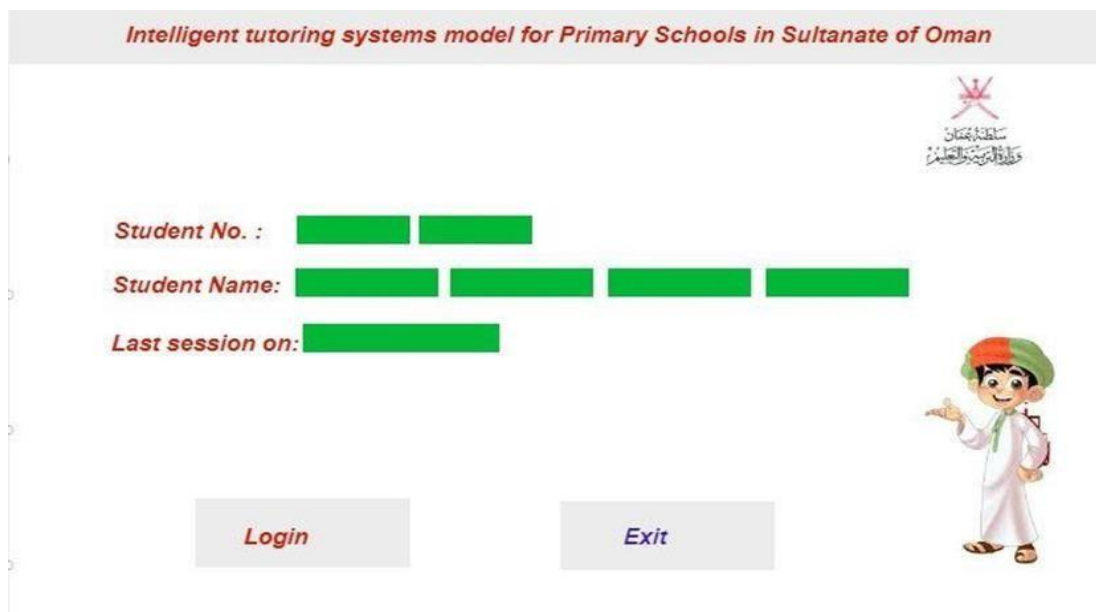 Intelligent tutoring systems model for Primary Schools in Sultanate of Oman
سلطنة عمان
وزارة التربية والتعليم
Student No. :
Student Name:
Last session on:
Login
Exit